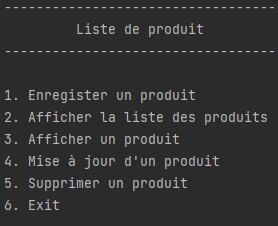 ----------------------------------
Liste de produit
----------------------------------
1. Enregister un produit
2. Afficher la liste des produits
3. Afficher un produit
4. Mise à jour d'un produit
5. Supprimer un produit
6. Exit